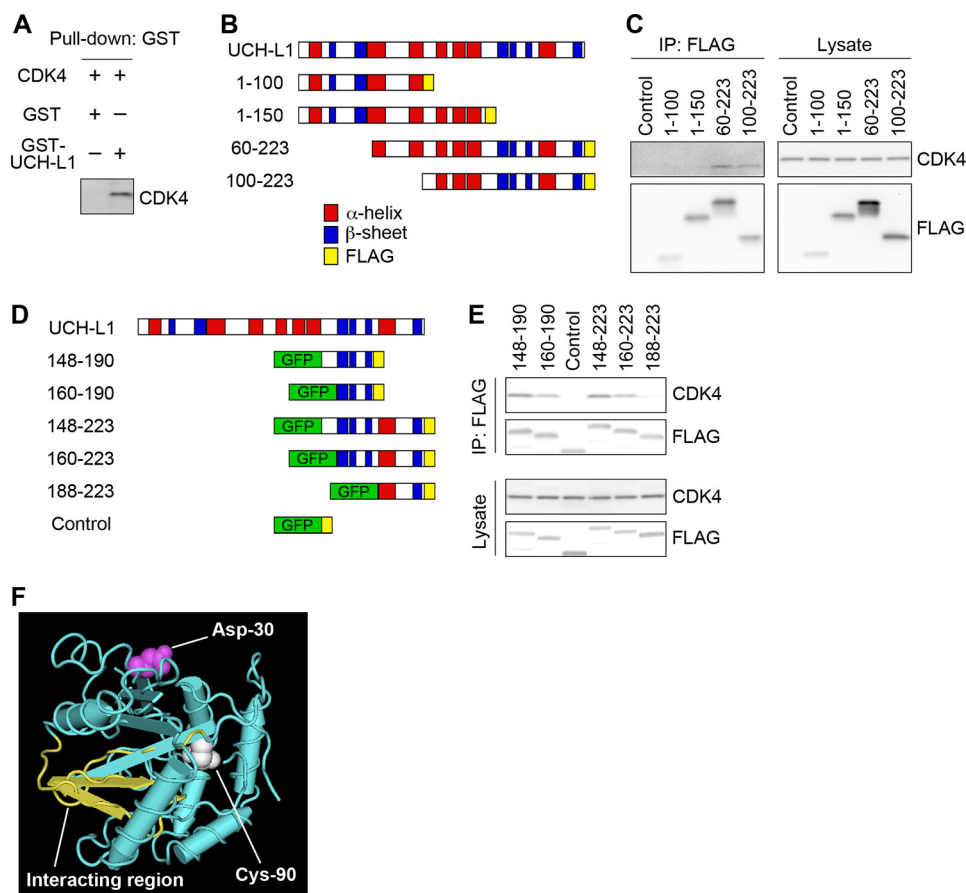 A
Pull-down: GST
CDK4 + +
GST + −
GST-
UCH-L1 − +
CDK4
B
UCH-L1
1-100
1-150
60-223
100-223
α-helix
β-sheet
FLAG
C
IP: FLAG Lysate
Control 1-100 1-150 60-223 100-223 Control 1-100 1-150 60-223 100-223
CDK4
FLAG
D
UCH-L1
148-190 GFP
160-190 GFP
148-223 GFP
160-223 GFP
188-223 GFP
Control GFP
E
148-190 160-190 Control 148-223 160-223 188-223
IP: FLAG
CDK4
FLAG
Lysate
CDK4
FLAG
F
Asp-30
Interacting region
Cys-90